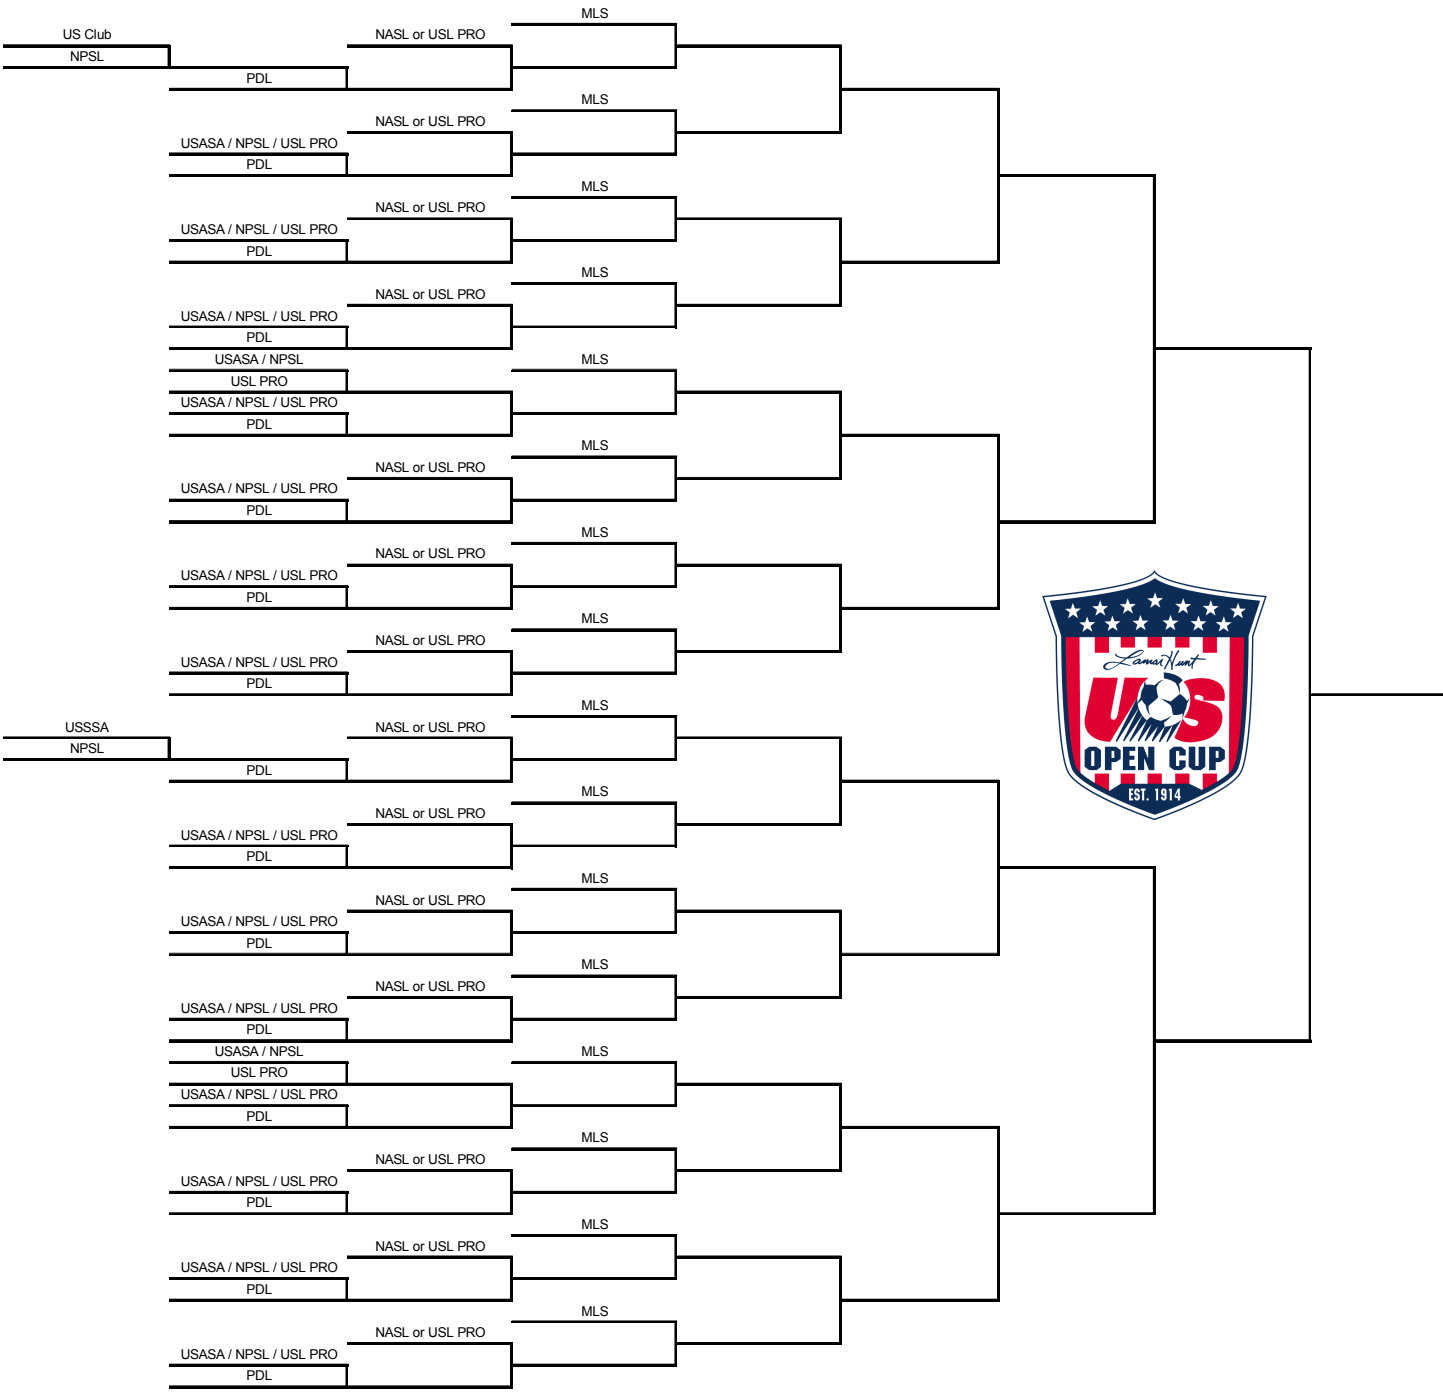 MLS
US Club
NASL or USL PRO
NPSL
PDL
MLS
NASL or USL PRO
USASA / NPSL / USL PRO
PDL
MLS
NASL or USL PRO
USASA / NPSL / USL PRO
PDL
MLS
NASL or USL PRO
USASA / NPSL / USL PRO
PDL
USASA / NPSL
MLS
USL PRO
USASA / NPSL / USL PRO
PDL
MLS
NASL or USL PRO
USASA / NPSL / USL PRO
PDL
MLS
NASL or USL PRO
USASA / NPSL / USL PRO
PDL
MLS
NASL or USL PRO
USASA / NPSL / USL PRO
PDL
Lamar Hunt
US
OPEN CUP
EST. 1914
MLS
USSSA
NASL or USL PRO
NPSL
PDL
MLS
NASL or USL PRO
USASA / NPSL / USL PRO
PDL
MLS
NASL or USL PRO
USASA / NPSL / USL PRO
PDL
MLS
NASL or USL PRO
USASA / NPSL / USL PRO
PDL
USASA / NPSL
MLS
USL PRO
USASA / NPSL / USL PRO
PDL
MLS
NASL or USL PRO
USASA / NPSL / USL PRO
PDL
MLS
NASL or USL PRO
USASA / NPSL / USL PRO
PDL
MLS
NASL or USL PRO
USASA / NPSL / USL PRO
PDL